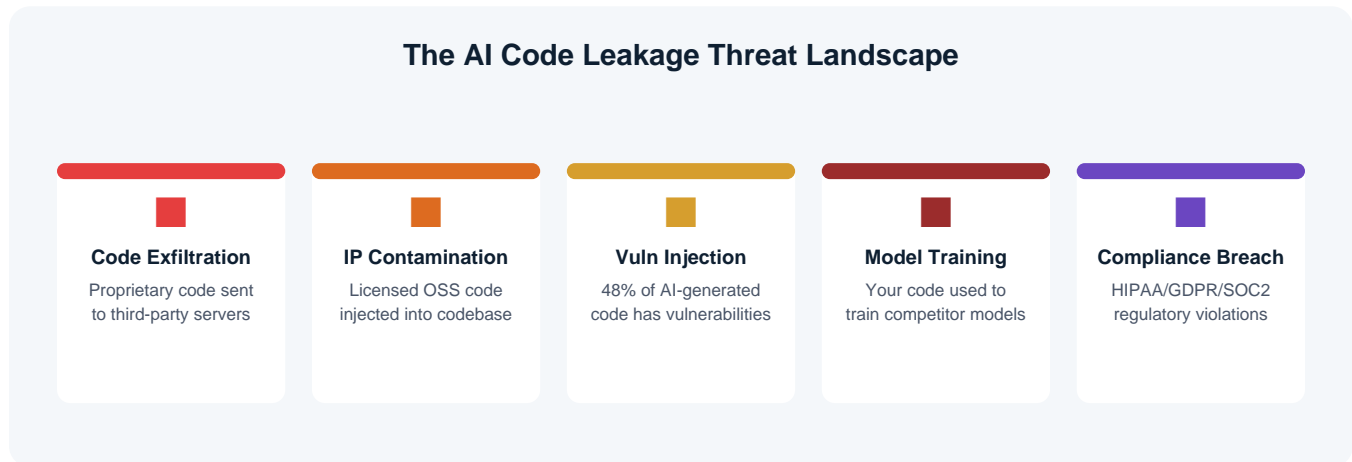 The AI Code Leakage Threat Landscape
Code Exfiltration
Proprietary code sent
to third-party servers
IP Contamination
Licensed OSS code
injected into codebase
Vuln Injection
48% of AI-generated
code has vulnerabilities
Model Training
Your code used to
train competitor models
Compliance Breach
HIPAA/GDPR/SOC2
regulatory violations